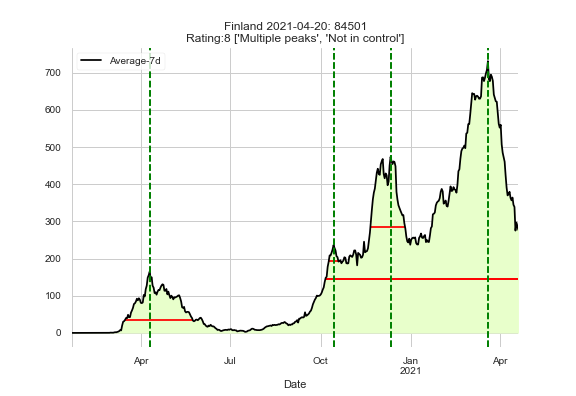 Finland 2021-04-20: 84501
Rating:8 ['Multiple peaks', 'Not in control']
Average-7d
700
600
500
400
300
200
100
0
Apr Jul Oct Jan Apr
2021
Date